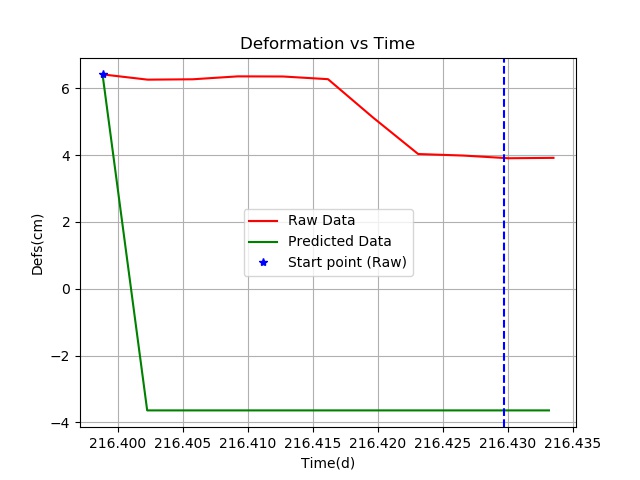 Deformation vs Time
6
4
2
0
−2
−4
Defs(cm)
Raw Data
Predicted Data
Start point (Raw)
216.400 216.405 216.410 216.415 216.420 216.425 216.430 216.435
Time(d)